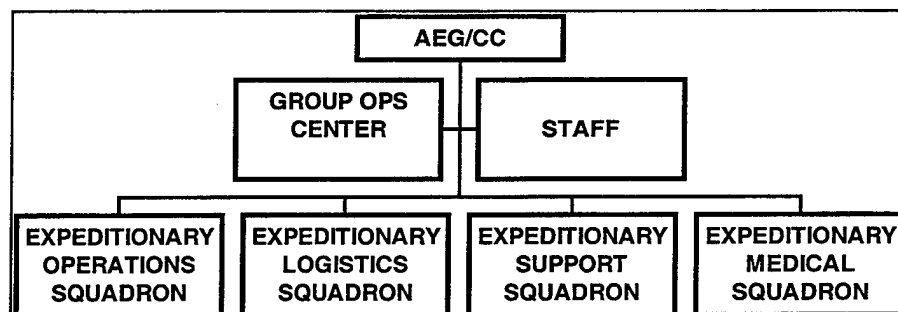 AEG/CC
GROUP OPS
CENTER
STAFF
EXPEDITIONARY
OPERATIONS
SQUADRON
EXPEDITIONARY
LOGISTICS
SQUADRON
EXPEDITIONARY
SUPPORT
SQUADRON
EXPEDITIONARY
MEDICAL
SQUADRON